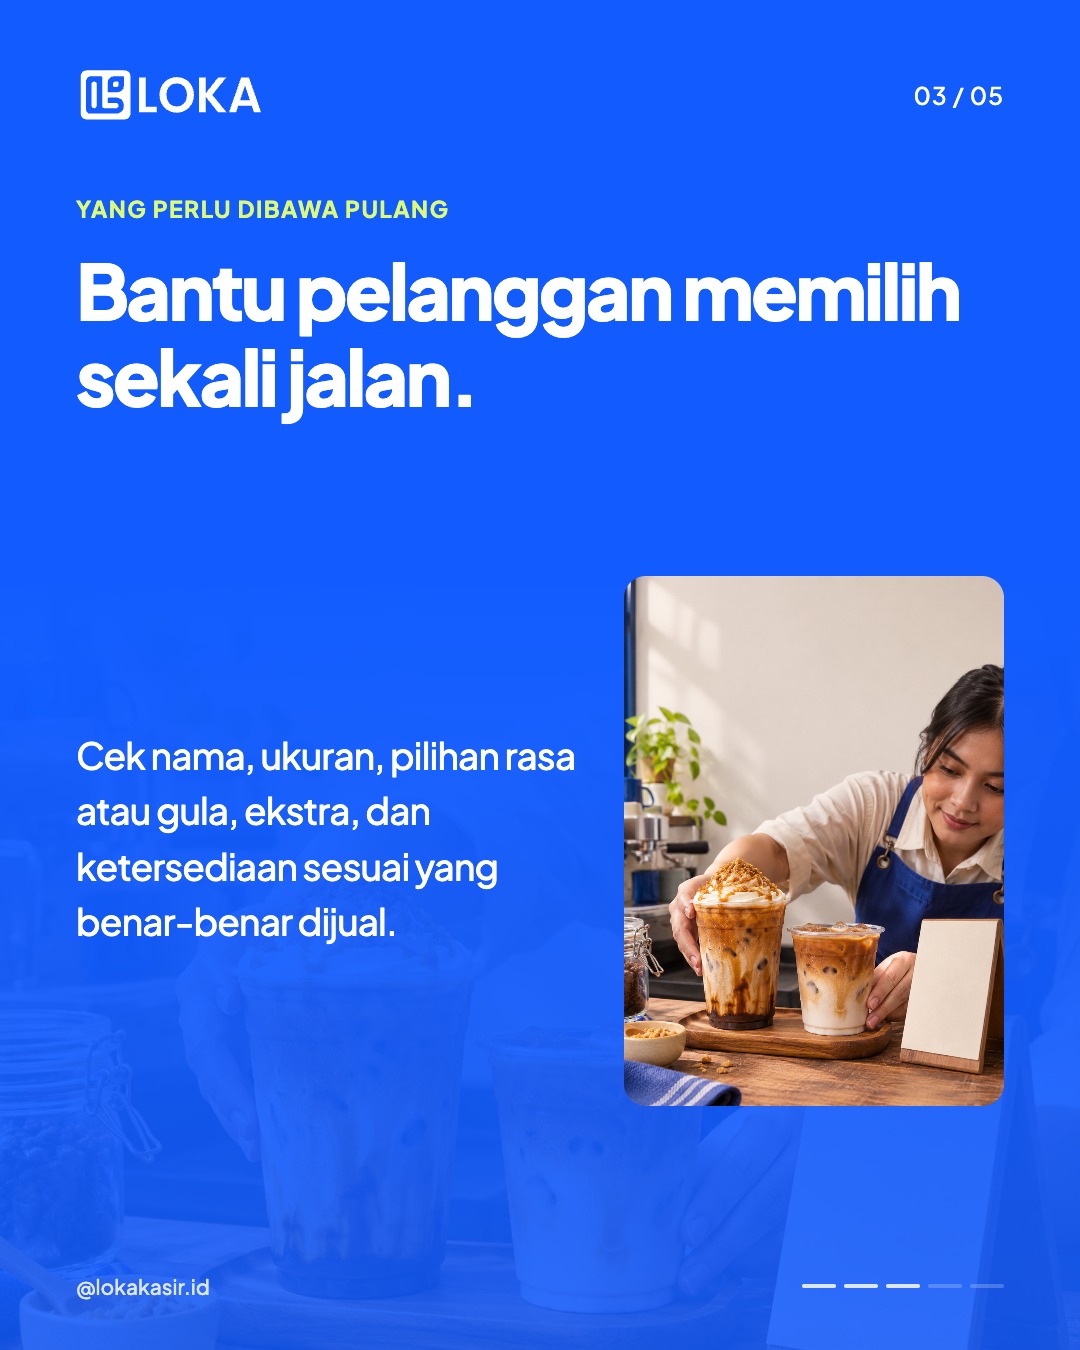 LOKA
03 / 05
YANG PERLU DIBAWA PULANG
Bantu pelanggan memilih
sekali jalan.
Cek nama, ukuran, pilihan rasa
atau gula, ekstra, dan
ketersediaan sesuai yang
benar-benar dijual.
@lokakasir.id